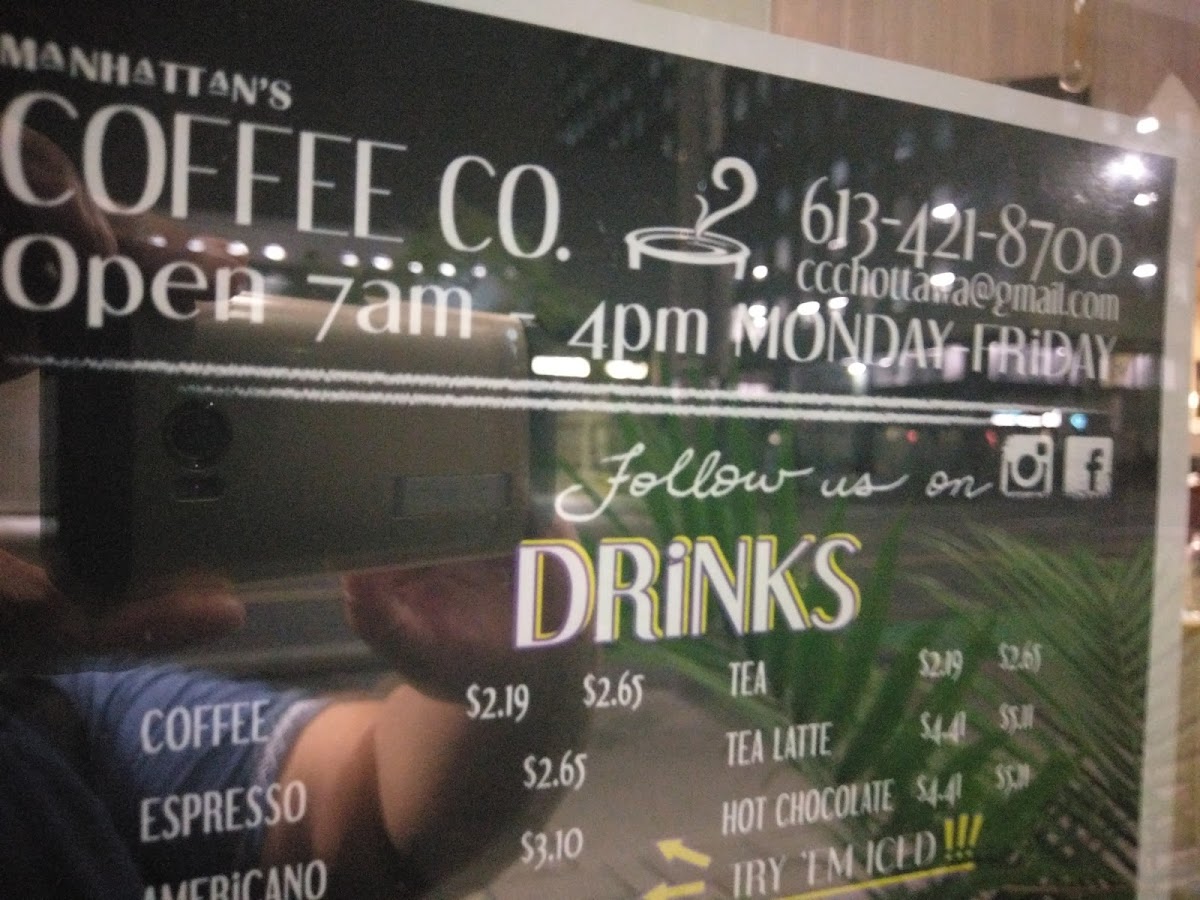 MANHATTAN'S
COFFEE CO.
613-421-8700
ccchottawa@gmail.com
Open 7am - 4pm MONDAY-FRiDAY
Follow us on
DRiNKS
COFFEE $2.19 $2.65
ESPRESSO $2.65
AMERiCANO $3.10
TEA $2.19 $2.65
TEA LATTE $4.41 $5.11
HOT CHOCOLATE $4.41 $5.11
TRY 'EM ICED!!!